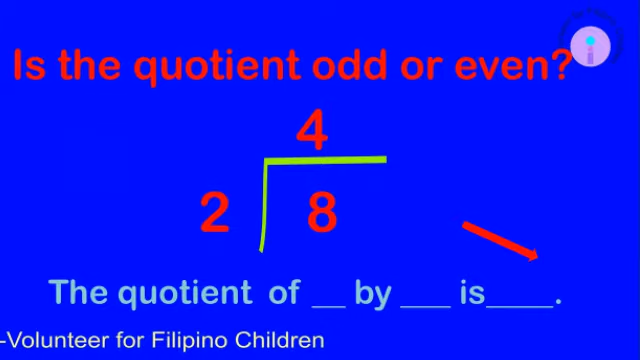 Is the quotient odd or even?
4
2 8
The quotient of __ by ___ is____.
-Volunteer for Filipino Children